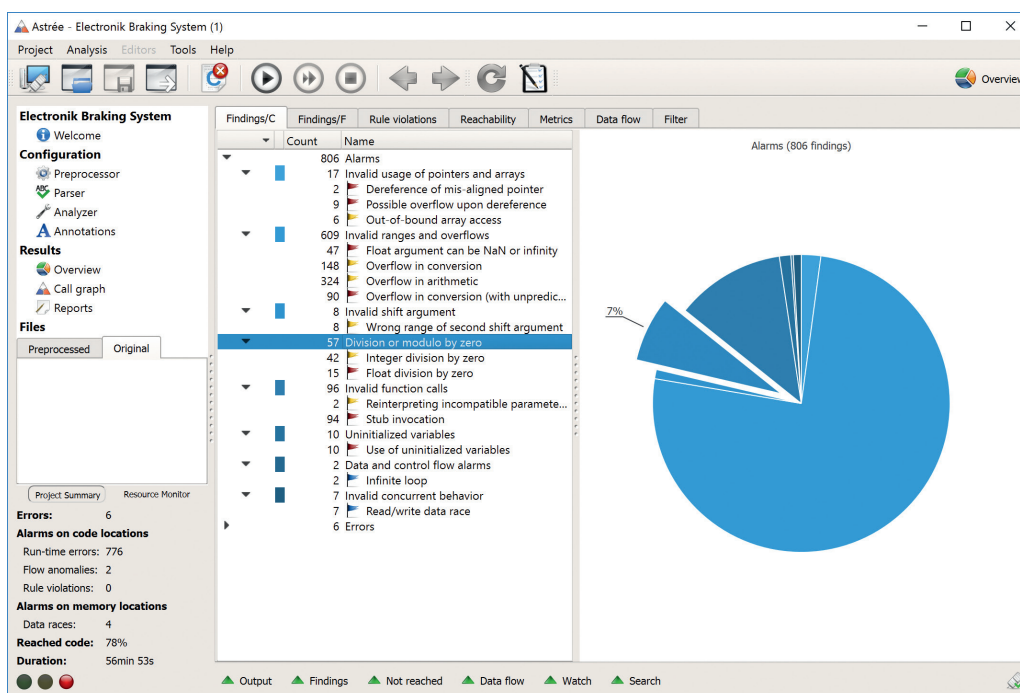 Astrée - Electronik Braking System (1)
Project Analysis Editors Tools Help
Overview
Electronik Braking System
Welcome
Configuration
Preprocessor
ABC Parser
Analyzer
Annotations
Results
Overview
Call graph
Reports
Files
Preprocessed Original
Project Summary Resource Monitor
Errors: 6
Alarms on code locations
Run-time errors: 776
Flow anomalies: 2
Rule violations: 0
Alarms on memory locations
Data races: 4
Reached code: 78%
Duration: 56min 53s
Findings/C Findings/F Rule violations Reachability Metrics Data flow Filter
Count Name
806 Alarms
17 Invalid usage of pointers and arrays
2 Dereference of mis-aligned pointer
9 Possible overflow upon dereference
6 Out-of-bound array access
609 Invalid ranges and overflows
47 Float argument can be NaN or infinity
148 Overflow in conversion
324 Overflow in arithmetic
90 Overflow in conversion (with unpredic...
8 Invalid shift argument
8 Wrong range of second shift argument
57 Division or modulo by zero
42 Integer division by zero
15 Float division by zero
96 Invalid function calls
2 Reinterpreting incompatible paramete...
94 Stub invocation
10 Uninitialized variables
10 Use of uninitialized variables
2 Data and control flow alarms
2 Infinite loop
7 Invalid concurrent behavior
7 Read/write data race
6 Errors
Alarms (806 findings)
7%
Output Findings Not reached Data flow Watch Search